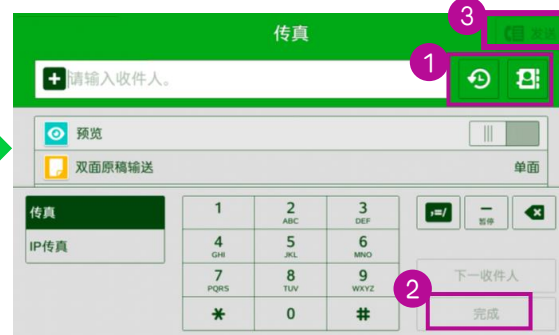 传真
3
发送
1
请输入收件人。
预览
双面原稿输送 单面
传真
IP传真
1
2 ABC
3 DEF
4 GHI
5 JKL
6 MNO
7 PQRS
8 TUV
9 WXYZ
*
0
#
,=/
– 暂停
下一收件人
2
完成